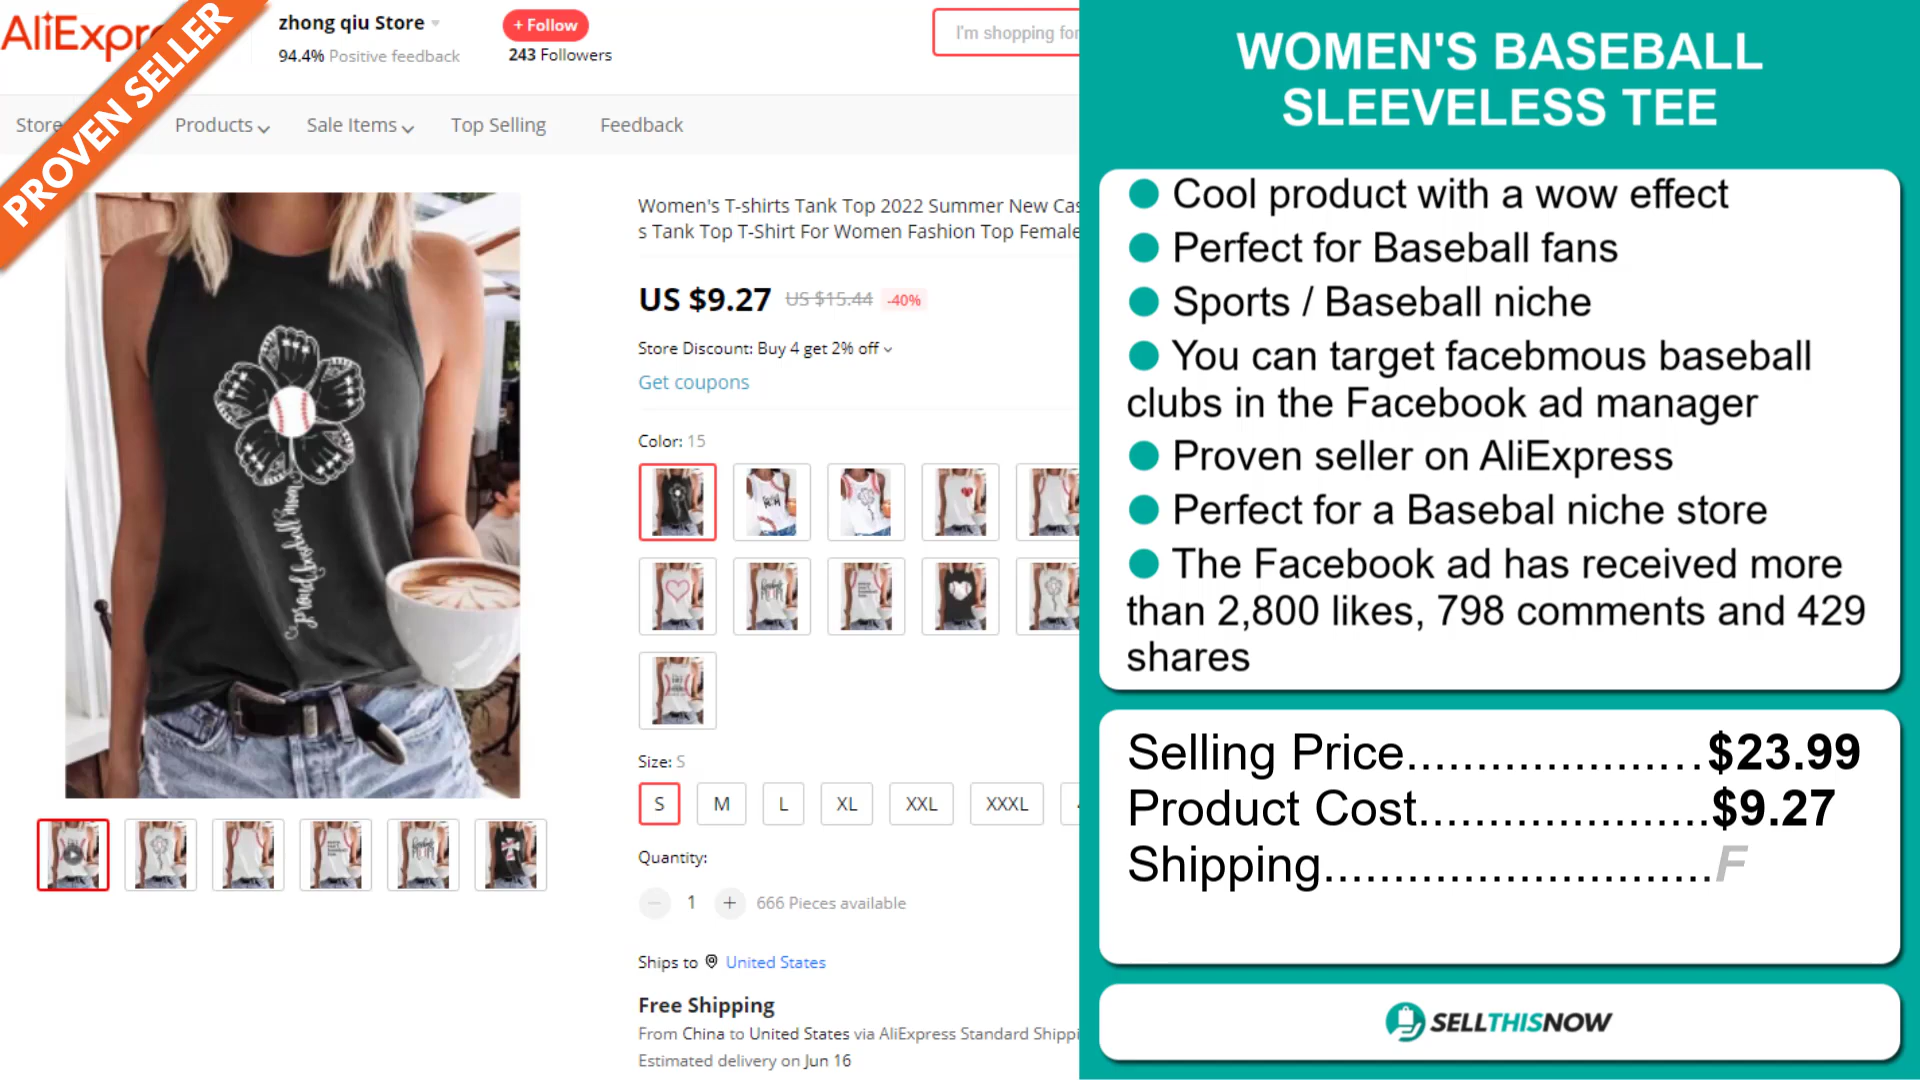 AliExpr
PROVEN SELLER
zhong qiu Store
94.4% Positive feedback
+ Follow
243 Followers
I'm shopping for
Store
Products
Sale Items
Top Selling
Feedback
proud baseball mom
Women's T-shirts Tank Top 2022 Summer New Cas
s Tank Top T-Shirt For Women Fashion Top Female
US $9.27 US $15.44 -40%
Store Discount: Buy 4 get 2% off
Get coupons
Color: 15
Size: S
S M L XL XXL XXXL
Quantity:
− 1 + 666 Pieces available
Ships to United States
Free Shipping
From China to United States via AliExpress Standard Shippi
Estimated delivery on Jun 16
WOMEN'S BASEBALL
SLEEVELESS TEE
● Cool product with a wow effect
● Perfect for Baseball fans
● Sports / Baseball niche
● You can target facebmous baseball
clubs in the Facebook ad manager
● Proven seller on AliExpress
● Perfect for a Basebal niche store
● The Facebook ad has received more
than 2,800 likes, 798 comments and 429
shares
Selling Price.....................$23.99
Product Cost.....................$9.27
Shipping............................F
SELLTHISNOW